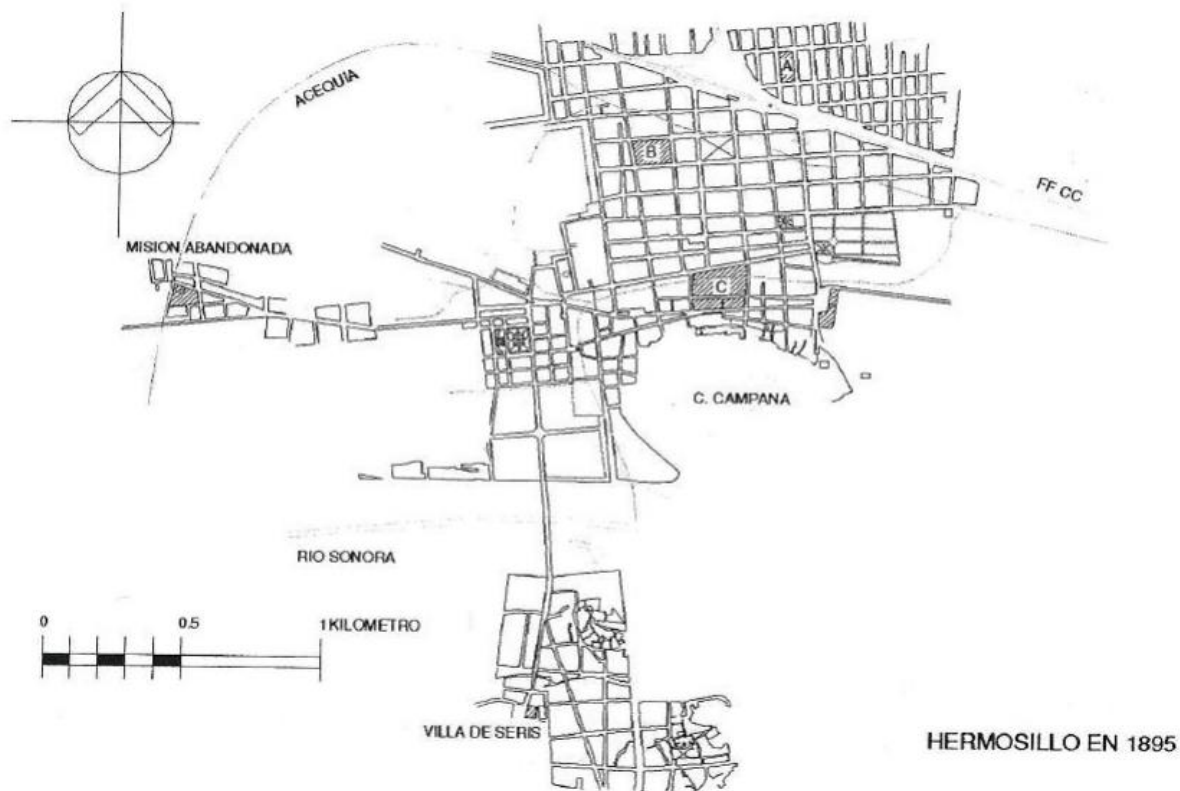 ACEQUIA
A
B
FF CC
MISION ABANDONADA
C
C. CAMPANA
RIO SONORA
0 0.5 1 KILOMETRO
VILLA DE SERIS
HERMOSILLO EN 1895